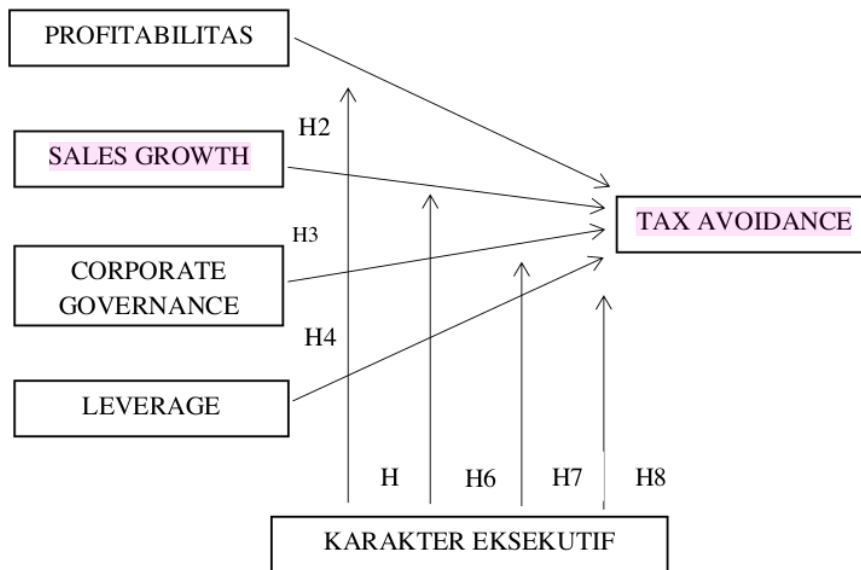 PROFITABILITAS
H2
SALES GROWTH
TAX AVOIDANCE
H3
CORPORATE
GOVERNANCE
H4
LEVERAGE
H H6 H7 H8
KARAKTER EKSEKUTIF